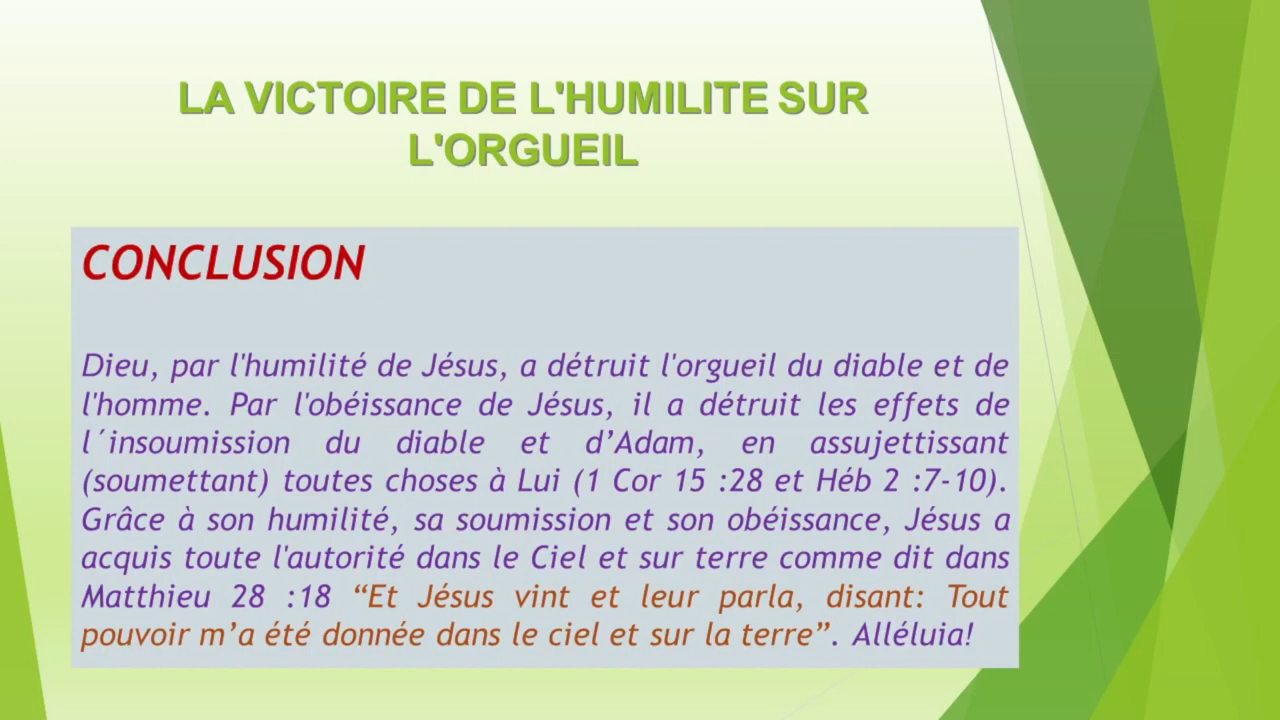 LA VICTOIRE DE L'HUMILITE SUR
L'ORGUEIL
CONCLUSION
Dieu, par l'humilité de Jésus, a détruit l'orgueil du diable et de
l'homme. Par l'obéissance de Jésus, il a détruit les effets de
l´insoumission du diable et d’Adam, en assujettissant
(soumettant) toutes choses à Lui (1 Cor 15 :28 et Héb 2 :7-10).
Grâce à son humilité, sa soumission et son obéissance, Jésus a
acquis toute l'autorité dans le Ciel et sur terre comme dit dans
Matthieu 28 :18 “Et Jésus vint et leur parla, disant: Tout
pouvoir m’a été donnée dans le ciel et sur la terre”. Alléluia!